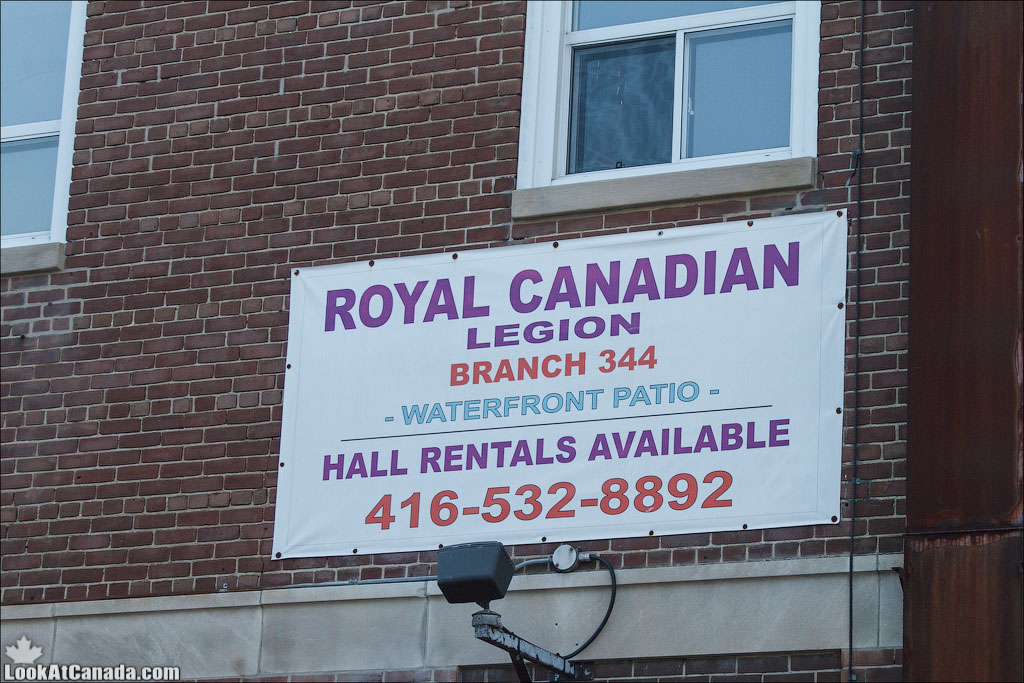 ROYAL CANADIAN
LEGION
BRANCH 344
- WATERFRONT PATIO -
HALL RENTALS AVAILABLE
416-532-8892
LookAtCanada.com